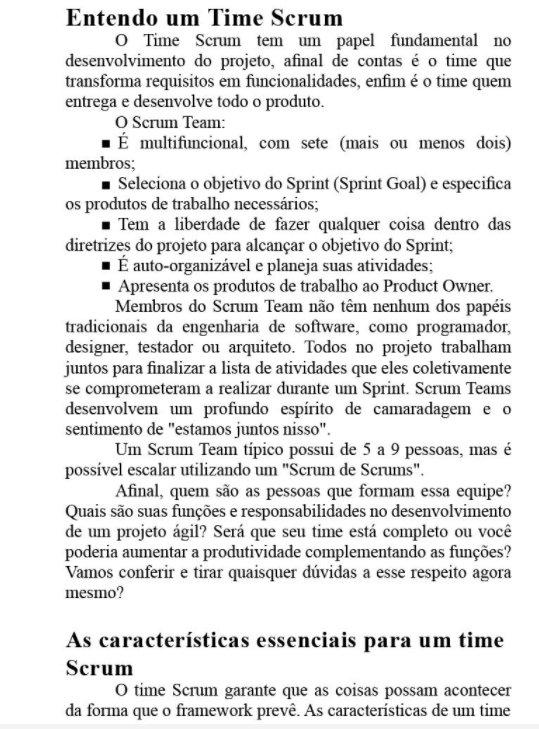 Entendo um Time Scrum
O Time Scrum tem um papel fundamental no
desenvolvimento do projeto, afinal de contas é o time que
transforma requisitos em funcionalidades, enfim é o time quem
entrega e desenvolve todo o produto.
O Scrum Team:
■ É multifuncional, com sete (mais ou menos dois)
membros;
■ Seleciona o objetivo do Sprint (Sprint Goal) e especifica
os produtos de trabalho necessários;
■ Tem a liberdade de fazer qualquer coisa dentro das
diretrizes do projeto para alcançar o objetivo do Sprint;
■ É auto-organizável e planeja suas atividades;
■ Apresenta os produtos de trabalho ao Product Owner.
Membros do Scrum Team não têm nenhum dos papéis
tradicionais da engenharia de software, como programador,
designer, testador ou arquiteto. Todos no projeto trabalham
juntos para finalizar a lista de atividades que eles coletivamente
se comprometeram a realizar durante um Sprint. Scrum Teams
desenvolvem um profundo espírito de camaradagem e o
sentimento de "estamos juntos nisso".
Um Scrum Team típico possui de 5 a 9 pessoas, mas é
possível escalar utilizando um "Scrum de Scrums".
Afinal, quem são as pessoas que formam essa equipe?
Quais são suas funções e responsabilidades no desenvolvimento
de um projeto ágil? Será que seu time está completo ou você
poderia aumentar a produtividade complementando as funções?
Vamos conferir e tirar quaisquer dúvidas a esse respeito agora
mesmo?
As características essenciais para um time
Scrum
O time Scrum garante que as coisas possam acontecer
da forma que o framework prevê. As características de um time